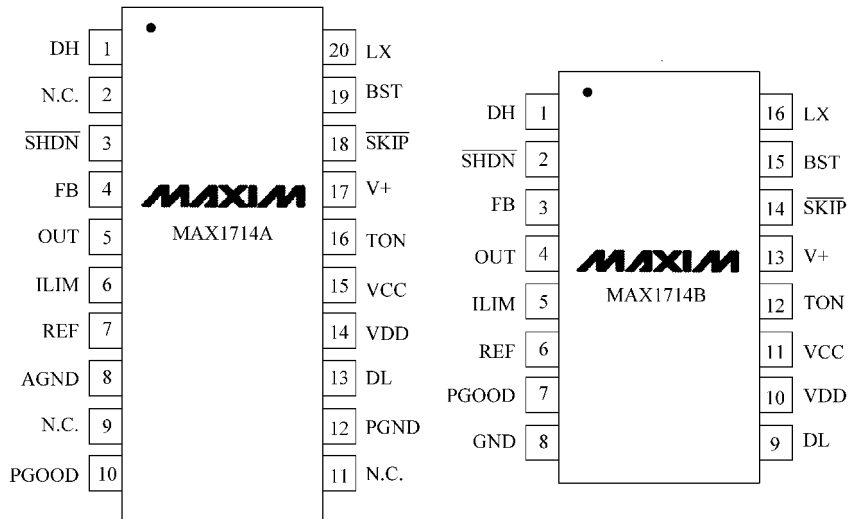 DH 1 20 LX
N.C. 2 19 BST
SHDN 3 18 SKIP
FB 4 17 V+
OUT 5 16 TON
ILIM 6 15 VCC
REF 7 14 VDD
AGND 8 13 DL
N.C. 9 12 PGND
PGOOD 10 11 N.C.
MAXIM
MAX1714A
DH 1 16 LX
SHDN 2 15 BST
FB 3 14 SKIP
OUT 4 13 V+
ILIM 5 12 TON
REF 6 11 VCC
PGOOD 7 10 VDD
GND 8 9 DL
MAXIM
MAX1714B